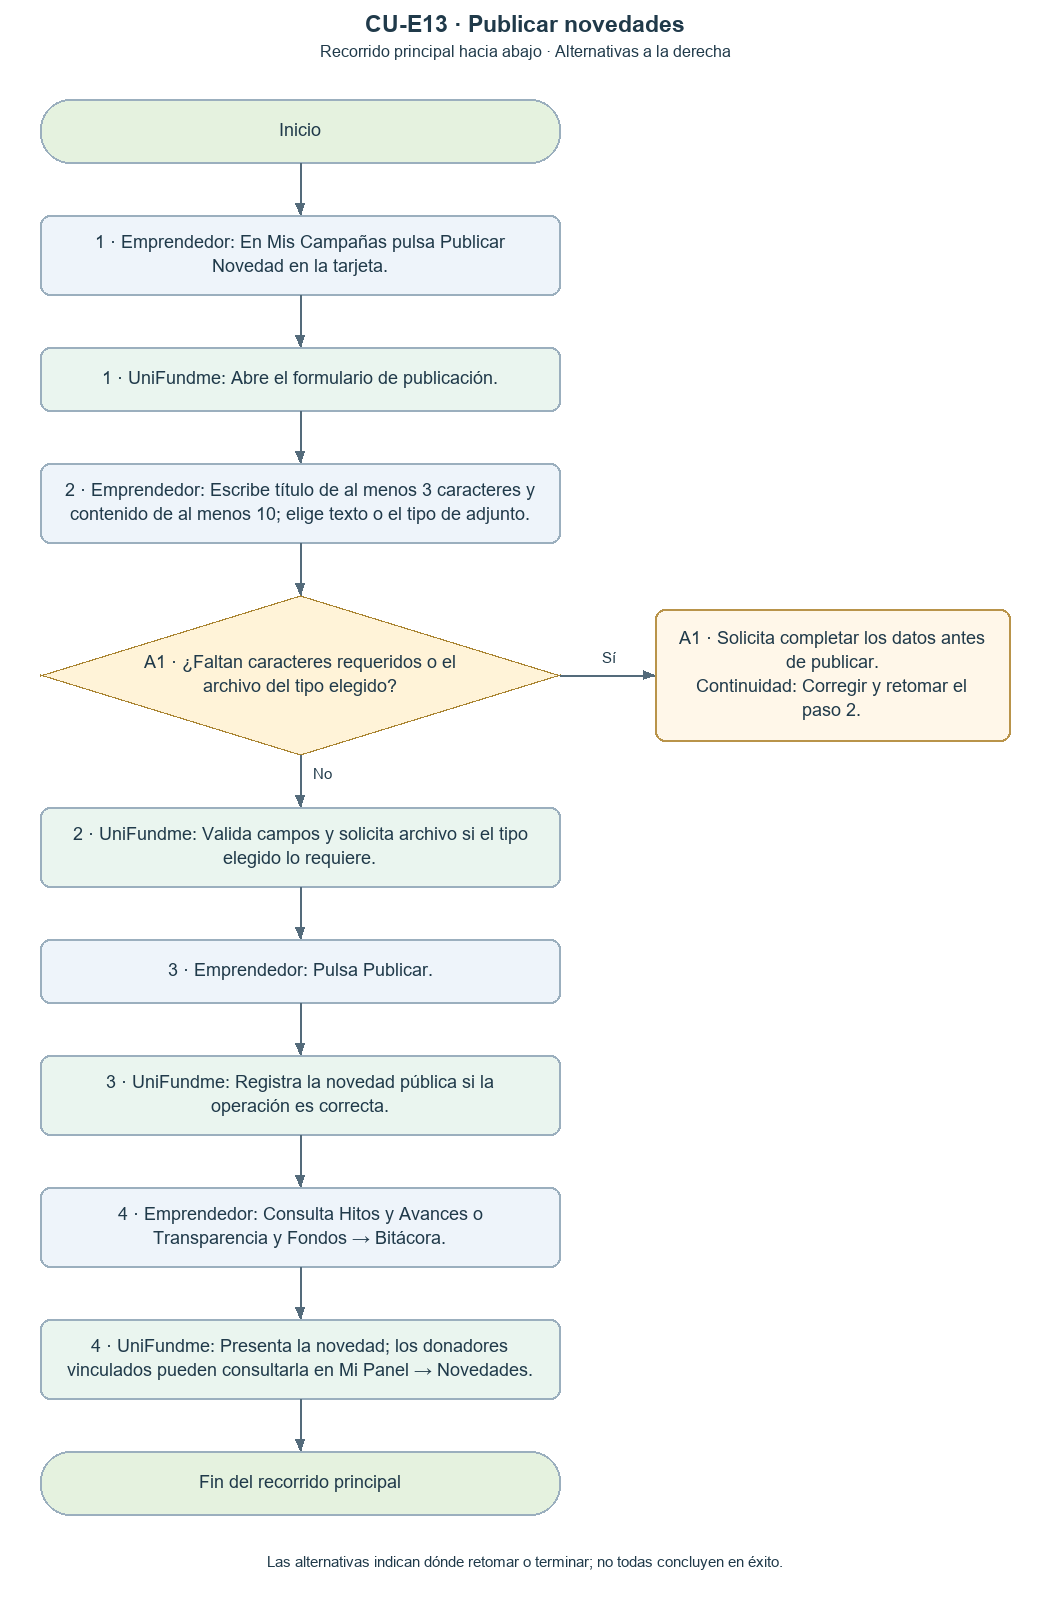 CU-E13 · Publicar novedades
Recorrido principal hacia abajo · Alternativas a la derecha
Inicio
1 · Emprendedor: En Mis Campañas pulsa Publicar
Novedad en la tarjeta.
1 · UniFundme: Abre el formulario de publicación.
2 · Emprendedor: Escribe título de al menos 3 caracteres y
contenido de al menos 10; elige texto o el tipo de adjunto.
A1 · ¿Faltan caracteres requeridos o el
archivo del tipo elegido?
Sí
A1 · Solicita completar los datos antes
de publicar.
Continuidad: Corregir y retomar el
paso 2.
No
2 · UniFundme: Valida campos y solicita archivo si el tipo
elegido lo requiere.
3 · Emprendedor: Pulsa Publicar.
3 · UniFundme: Registra la novedad pública si la
operación es correcta.
4 · Emprendedor: Consulta Hitos y Avances o
Transparencia y Fondos → Bitácora.
4 · UniFundme: Presenta la novedad; los donadores
vinculados pueden consultarla en Mi Panel → Novedades.
Fin del recorrido principal
Las alternativas indican dónde retomar o terminar; no todas concluyen en éxito.